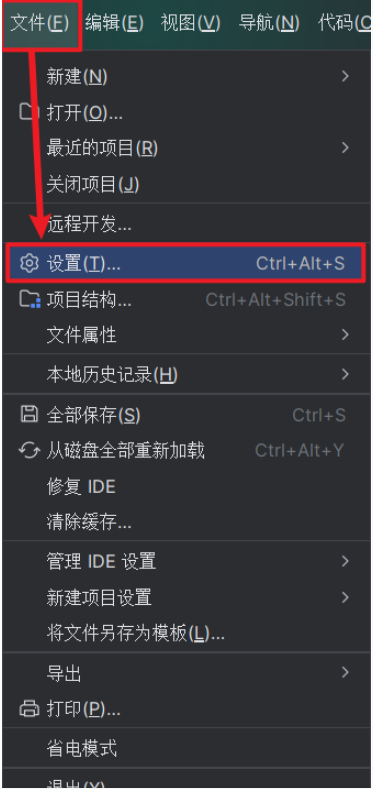 文件(F) 编辑(E) 视图(V) 导航(N) 代码(C
新建(N)
打开(O)...
最近的项目(R)
关闭项目(J)
远程开发...
设置(T)... Ctrl+Alt+S
项目结构... Ctrl+Alt+Shift+S
文件属性
本地历史记录(H)
全部保存(S) Ctrl+S
从磁盘全部重新加载 Ctrl+Alt+Y
修复 IDE
清除缓存...
管理 IDE 设置
新建项目设置
将文件另存为模板(L)...
导出
打印(P)...
省电模式
退出(X)